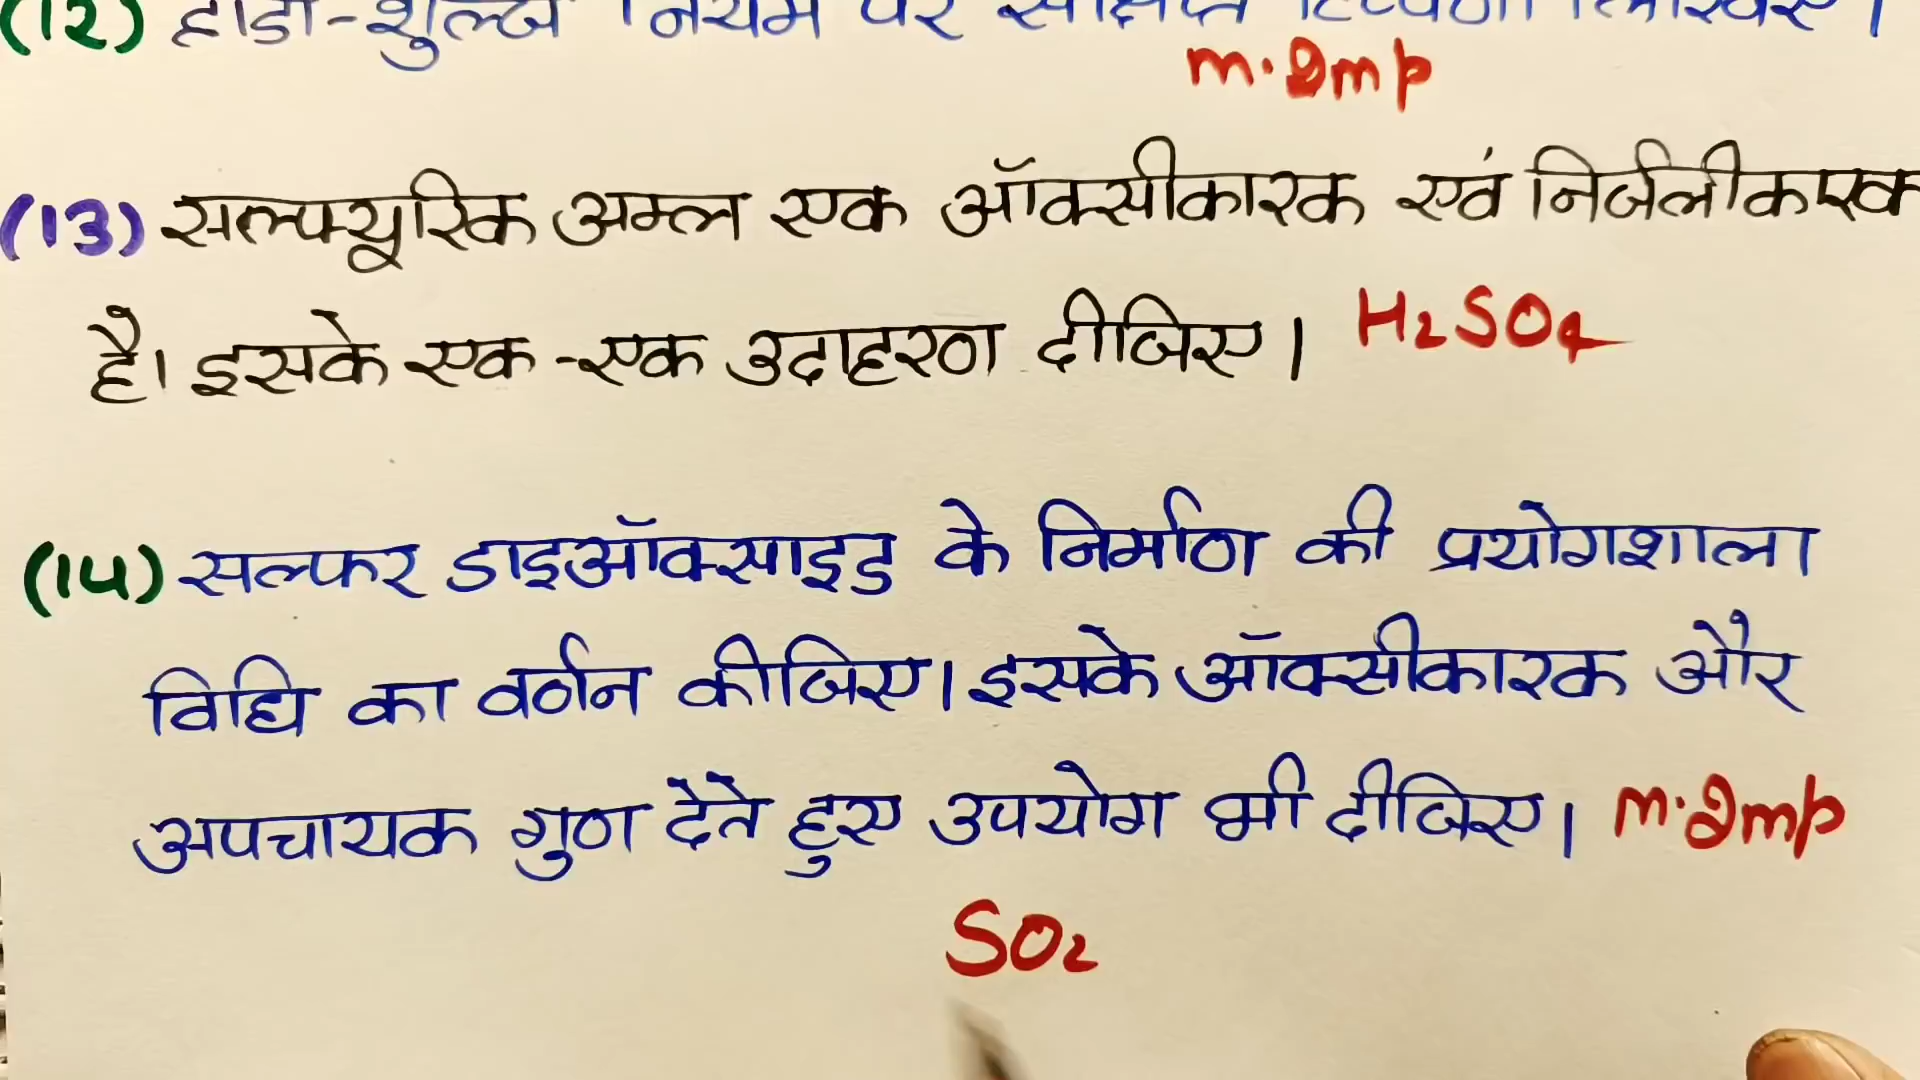 (12) हार्डी-शुल्जे नियम पर संक्षिप्त टिप्पणी लिखिए।
m.Imp
(13) सल्फ्यूरिक अम्ल एक ऑक्सीकारक एवं निर्जलीकारक
है। इसके एक-एक उदाहरण दीजिए। H₂SO₄
(14) सल्फर डाइऑक्साइड के निर्माण की प्रयोगशाला
विधि का वर्णन कीजिए। इसके ऑक्सीकारक और
अपचायक गुण देते हुए उपयोग भी दीजिए। m.Imp
SO₂